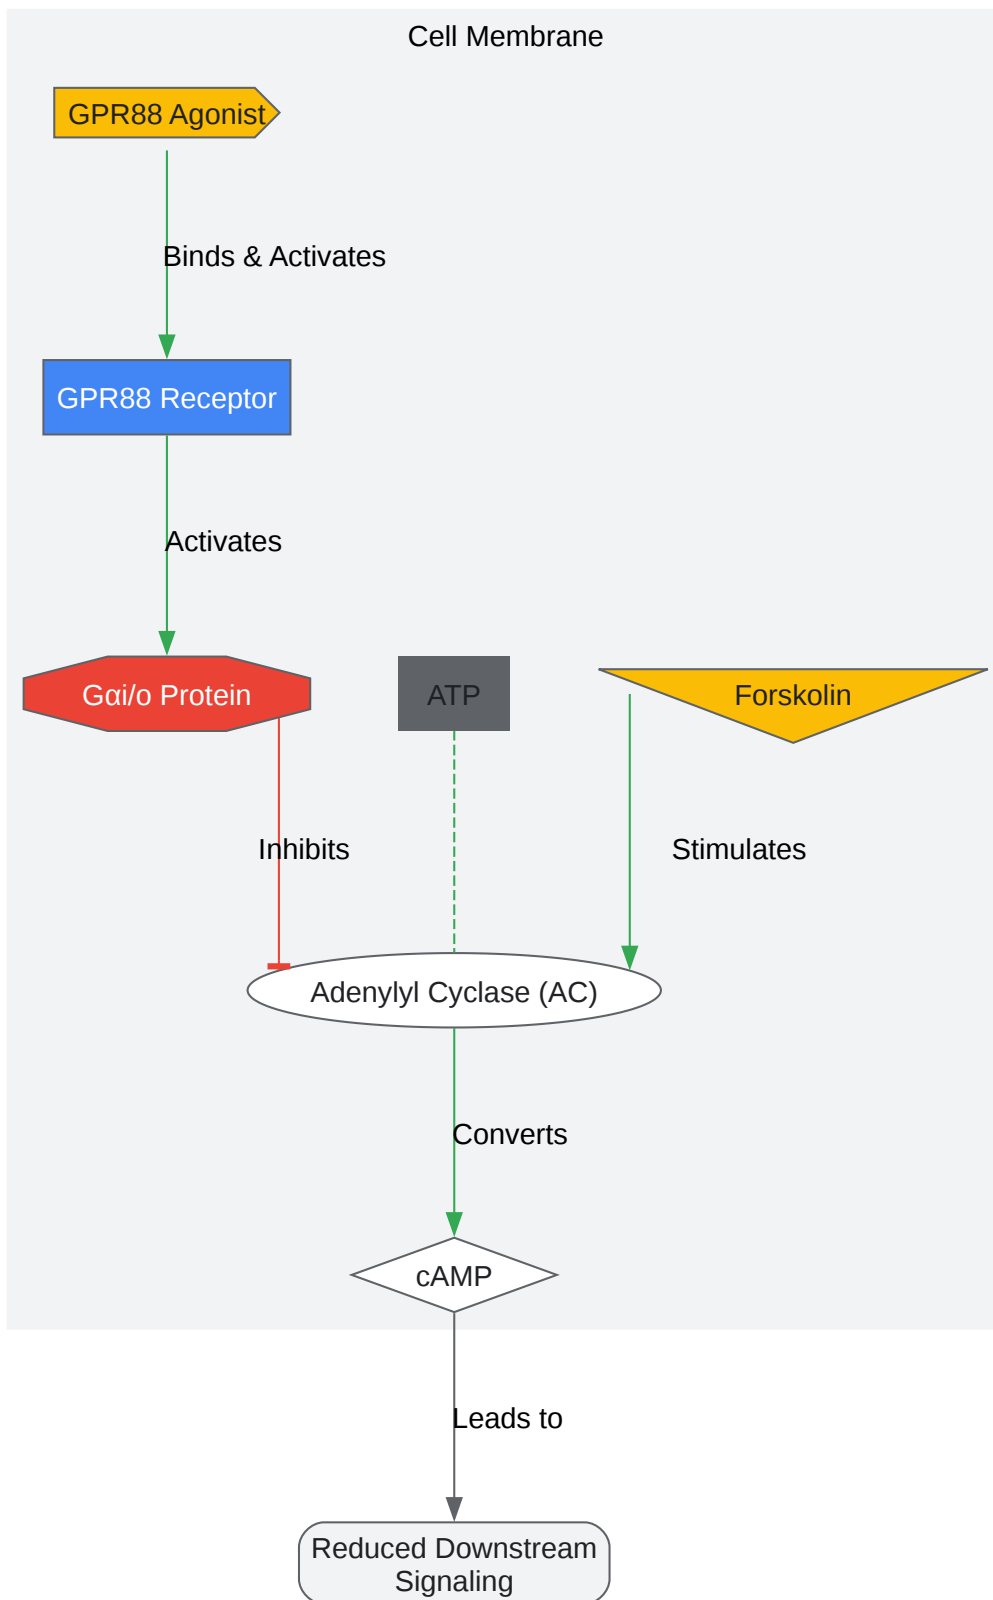 Cell Membrane
GPR88 Agonist
Binds & Activates
GPR88 Receptor
Activates
Gαi/o Protein
ATP
Forskolin
Inhibits
Stimulates
Adenylyl Cyclase (AC)
Converts
cAMP
Leads to
Reduced Downstream
Signaling